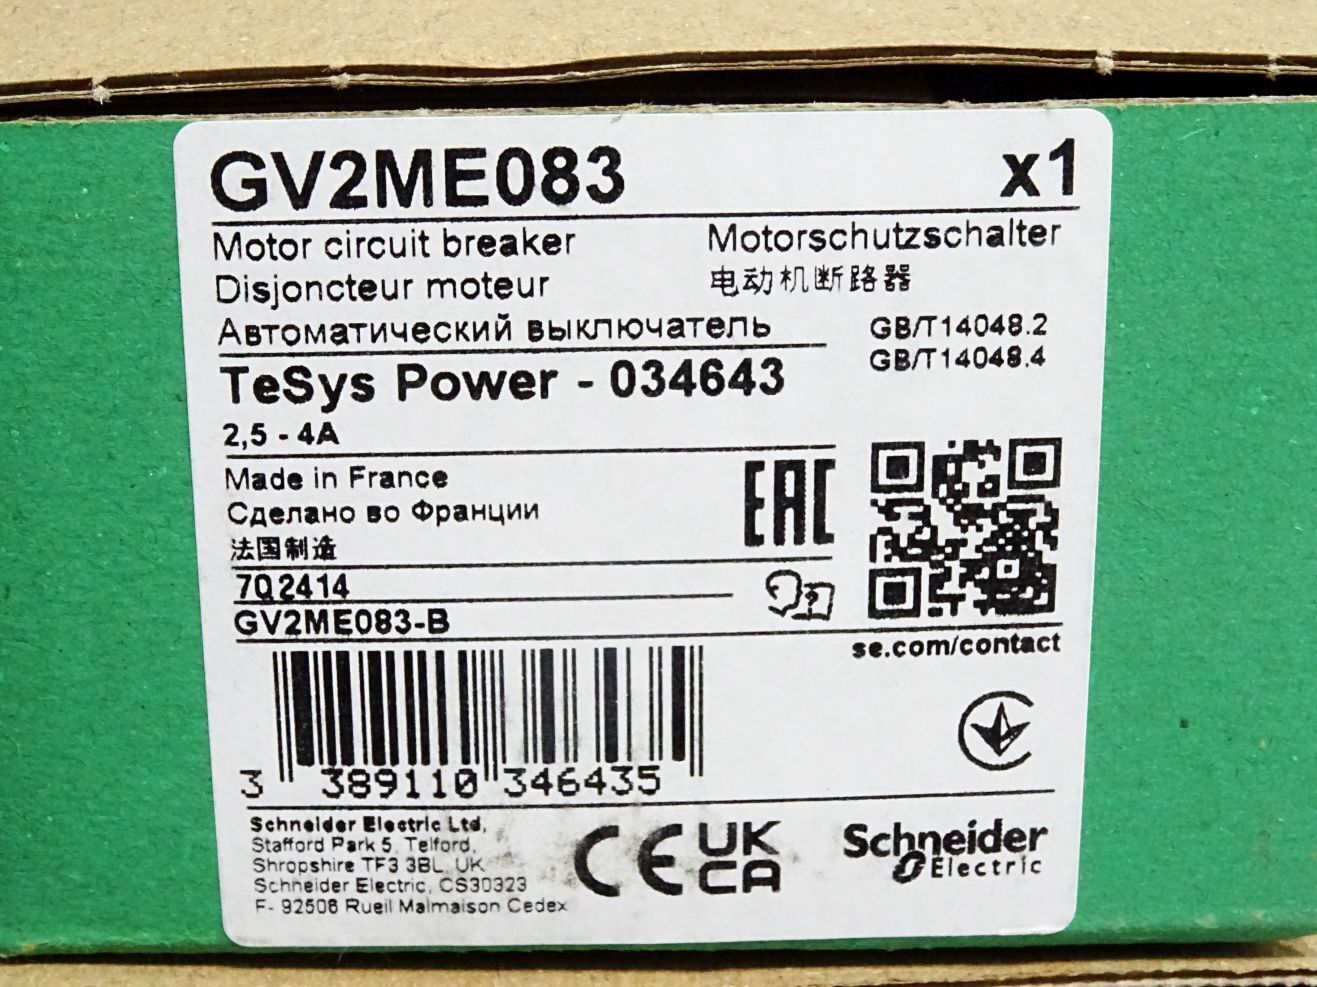 GV2ME083 x1
Motor circuit breaker Motorschutzschalter
Disjoncteur moteur 电动机断路器
Автоматический выключатель GB/T14048.2
GB/T14048.4
TeSys Power - 034643
2,5 - 4A
Made in France
Сделано во Франции
法国制造
EAC
7Q2414
GV2ME083-B
se.com/contact
3 389110 346435
Schneider Electric Ltd,
Stafford Park 5, Telford,
Shropshire TF3 3BL, UK
Schneider Electric, CS30323
F- 92506 Rueil Malmaison Cedex
CE UK
CA
Schneider
Electric